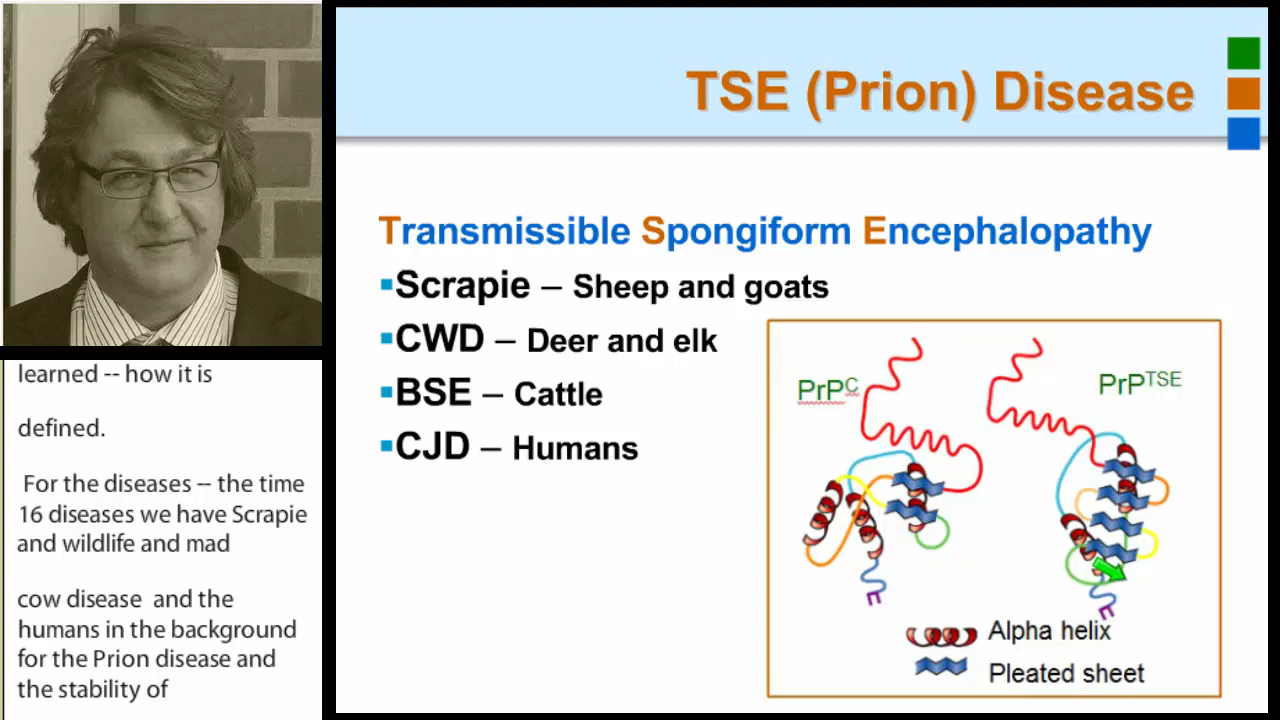 TSE (Prion) Disease
Transmissible Spongiform Encephalopathy
Scrapie – Sheep and goats
CWD – Deer and elk
BSE – Cattle
CJD – Humans
PrPC
PrPTSE
Alpha helix
Pleated sheet
learned -- how it is
defined.
For the diseases -- the time
16 diseases we have Scrapie
and wildlife and mad
cow disease and the
humans in the background
for the Prion disease and
the stability of